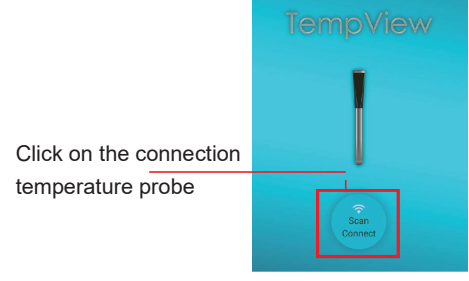 TempView
Click on the connection
temperature probe
Scan
Connect